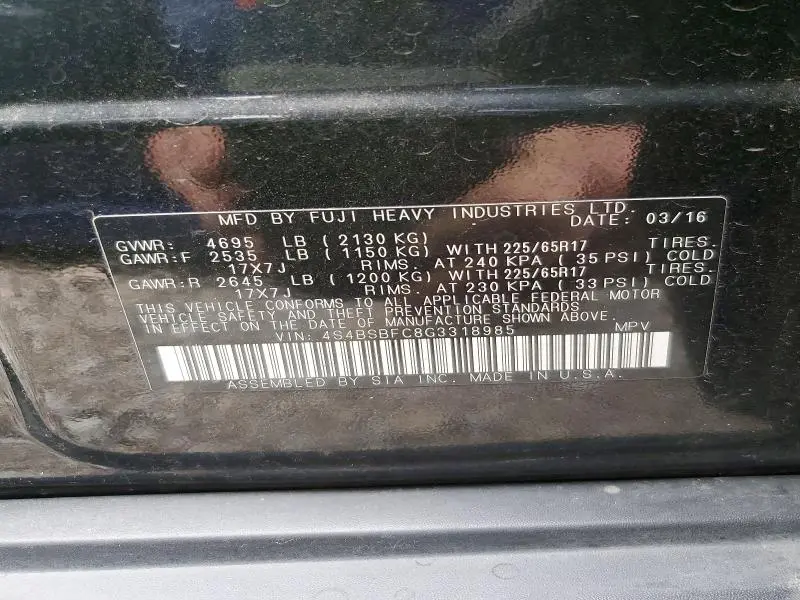 MFD BY FUJI HEAVY INDUSTRIES LTD.
DATE: 03/16
GVWR: 4695 LB ( 2130 KG)
GAWR:F 2535 LB ( 1150 KG) WITH 225/65R17 TIRES.
17X7J RIMS. AT 240 KPA ( 35 PSI) COLD
GAWR:R 2645 LB ( 1200 KG) WITH 225/65R17 TIRES.
17X7J RIMS. AT 230 KPA ( 33 PSI) COLD
THIS VEHICLE CONFORMS TO ALL APPLICABLE FEDERAL MOTOR
VEHICLE SAFETY AND THEFT PREVENTION STANDARDS
IN EFFECT ON THE DATE OF MANUFACTURE SHOWN ABOVE.
VIN: 4S4BSBFC8G3318985 MPV
ASSEMBLED BY SIA INC. MADE IN U.S.A.